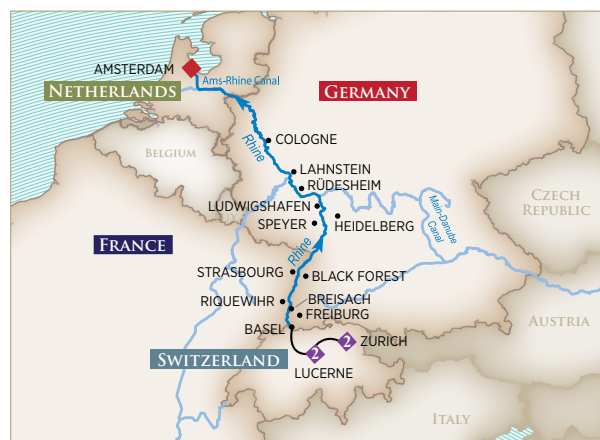 AMSTERDAM
Ams-Rhine Canal
NETHERLANDS
GERMANY
COLOGNE
Rhine
BELGIUM
LAHNSTEIN
RÜDESHEIM
CZECH
REPUBLIC
LUDWIGSHAFEN
SPEYER
HEIDELBERG
Main-Danube
Canal
FRANCE
Rhine
STRASBOURG
BLACK FOREST
RIQUEWIHR
BREISACH
FREIBURG
AUSTRIA
BASEL
2
ZURICH
SWITZERLAND
2
LUCERNE
ITALY